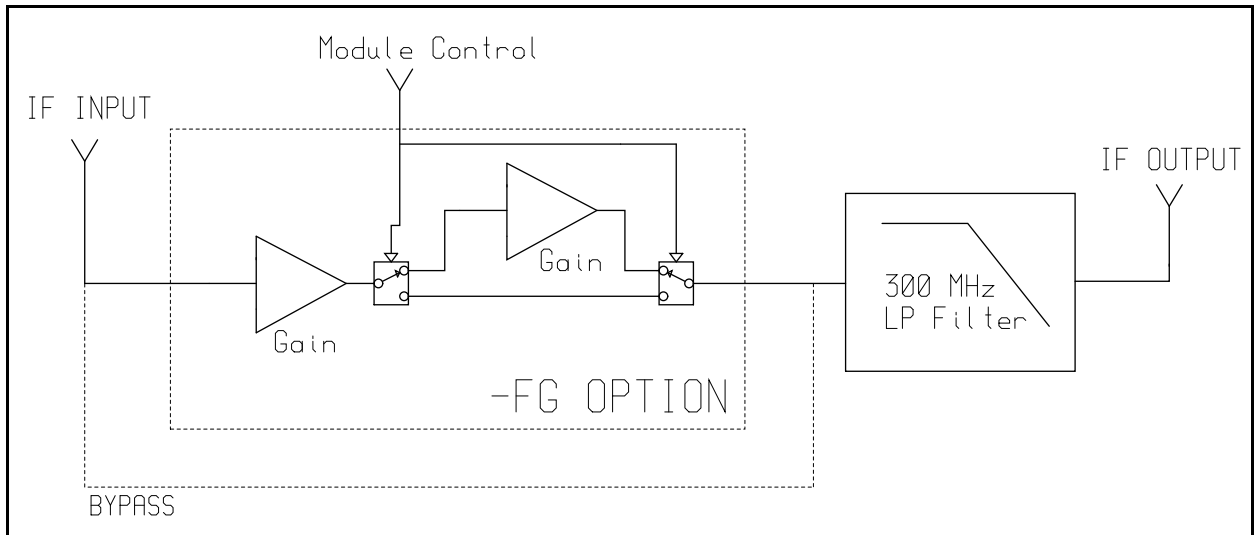 Module Control
IF INPUT
IF OUTPUT
Gain
300 MHz
LP Filter
Gain
-FG OPTION
BYPASS